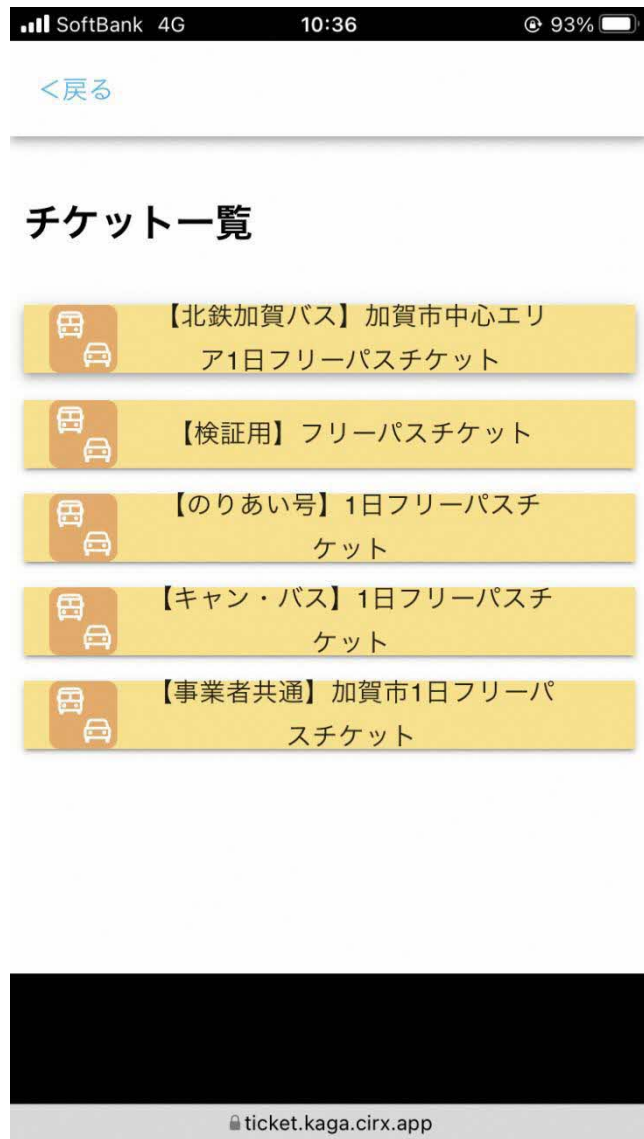 SoftBank 4G 10:36 93%
＜戻る
チケット一覧
【北鉄加賀バス】加賀市中心エリ
ア1日フリーパスチケット
【検証用】フリーパスチケット
【のりあい号】1日フリーパスチ
ケット
【キャン・バス】1日フリーパスチ
ケット
【事業者共通】加賀市1日フリーパ
スチケット
ticket.kaga.cirx.app